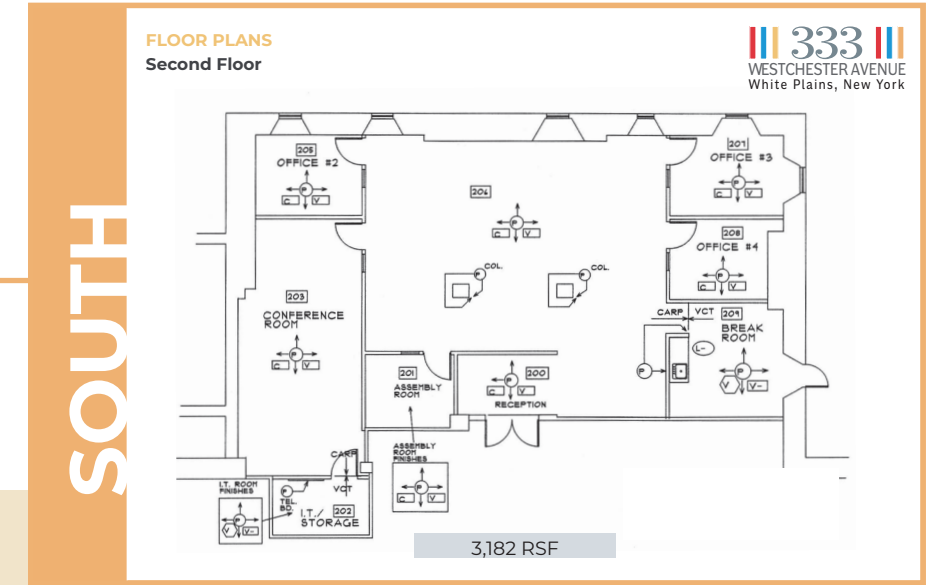 FLOOR PLANS
Second Floor
333
WESTCHESTER AVENUE
White Plains, New York
SOUTH
205
OFFICE #2
P
C V
206
P
C V
207
OFFICE #3
P
C V
208
OFFICE #4
P
C V
COL.
P
COL.
P
203
CONFERENCE
ROOM
P
C V
CARP VCT
209
BREAK
ROOM
L-
P
P
V V-
201
ASSEMBLY
ROOM
200
P
C V
RECEPTION
ASSEMBLY
ROOM
FINISHES
P
C V
CARP
VCT
I.T. ROOM
FINISHES
P
V V-
P
TEL.
BD.
I.T./ 202
STORAGE
3,182 RSF